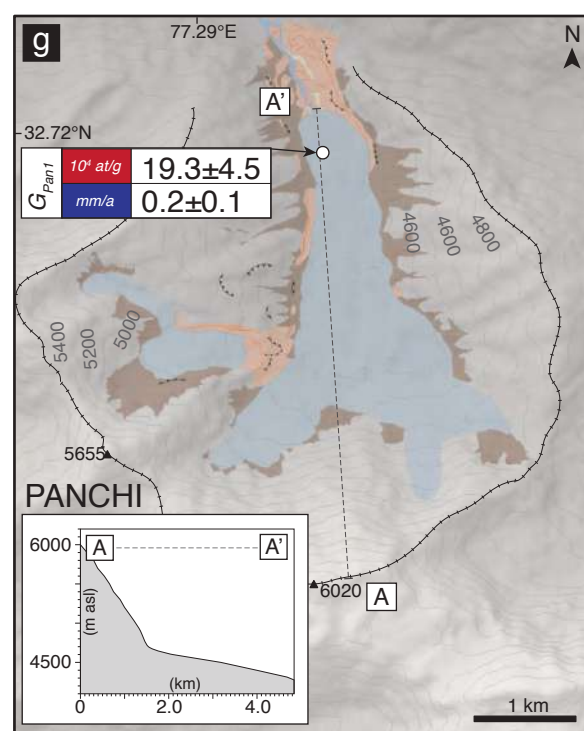 g
77.29°E
N
A'
32.72°N
G Pan1
10⁴ at/g
19.3±4.5
mm/a
0.2±0.1
4600
4600
4800
5400
5200
5000
5655
PANCHI
6020
A
6000
A
A'
(m asl)
4500
(km)
0
2.0
4.0
1 km